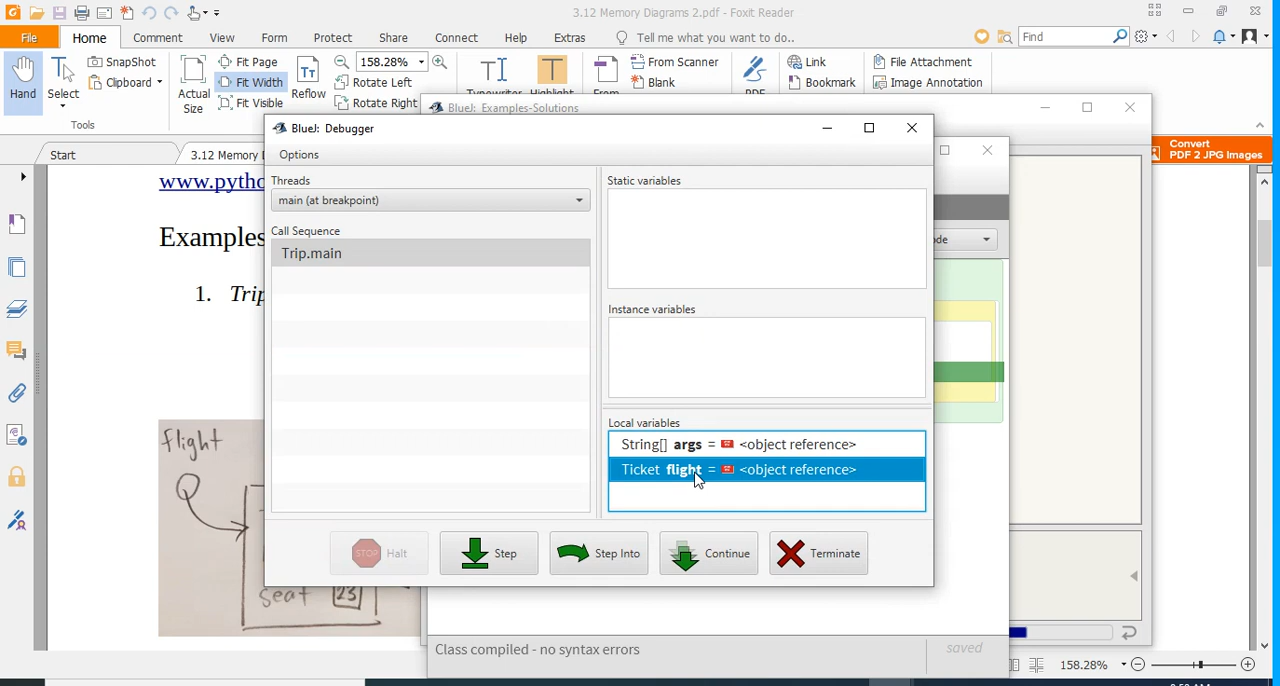 3.12 Memory Diagrams 2.pdf - Foxit Reader
File Home Comment View Form Protect Share Connect Help Extras Tell me what you want to do.. Find
Hand Select SnapShot Clipboard Actual Size Fit Page Fit Width Fit Visible Reflow 158.28% Rotate Left Rotate Right Typewriter Highlight From Scanner Blank PDF Link Bookmark File Attachment Image Annotation
Tools
BlueJ: Examples-Solutions
Start 3.12 Memory
Convert
PDF 2 JPG Images
BlueJ: Debugger
Options
www.pytho
Examples
1. Trip
flight
seat 23
Threads
main (at breakpoint)
Call Sequence
Trip.main
Static variables
Instance variables
Local variables
String[] args = <object reference>
Ticket flight = <object reference>
STOP Halt Step Step Into Continue Terminate
Class compiled - no syntax errors
saved
158.28%